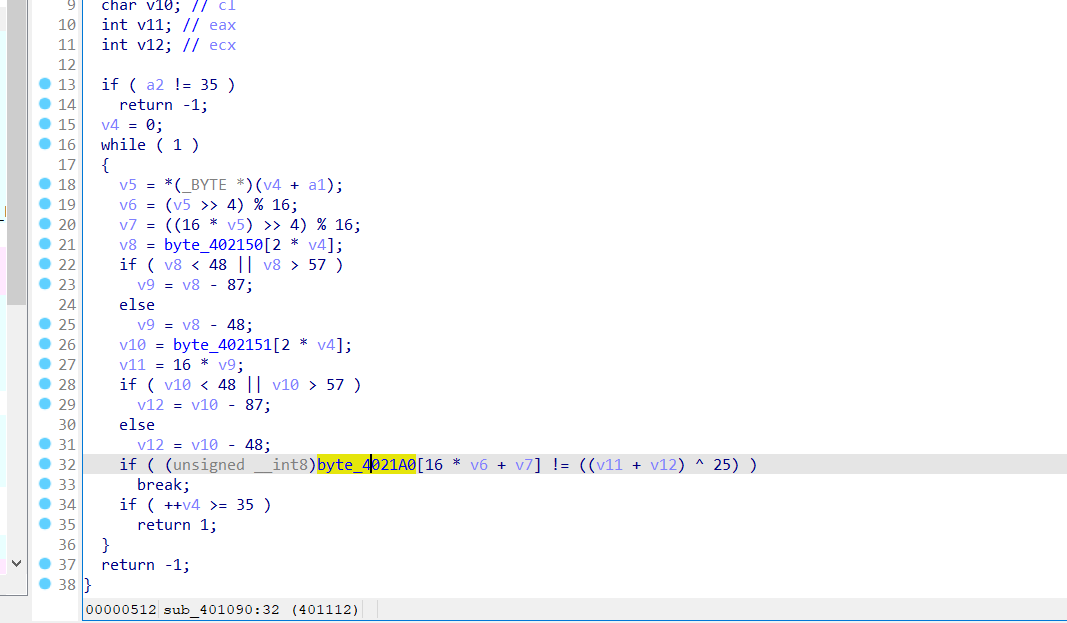 9 char v10; // cl
10 int v11; // eax
11 int v12; // ecx
12
13 if ( a2 != 35 )
14 return -1;
15 v4 = 0;
16 while ( 1 )
17 {
18 v5 = *(_BYTE *)(v4 + a1);
19 v6 = (v5 >> 4) % 16;
20 v7 = ((16 * v5) >> 4) % 16;
21 v8 = byte_402150[2 * v4];
22 if ( v8 < 48 || v8 > 57 )
23 v9 = v8 - 87;
24 else
25 v9 = v8 - 48;
26 v10 = byte_402151[2 * v4];
27 v11 = 16 * v9;
28 if ( v10 < 48 || v10 > 57 )
29 v12 = v10 - 87;
30 else
31 v12 = v10 - 48;
32 if ( (unsigned __int8)byte_4021A0[16 * v6 + v7] != ((v11 + v12) ^ 25) )
33 break;
34 if ( ++v4 >= 35 )
35 return 1;
36 }
37 return -1;
38 }
00000512 sub_401090:32 (401112)